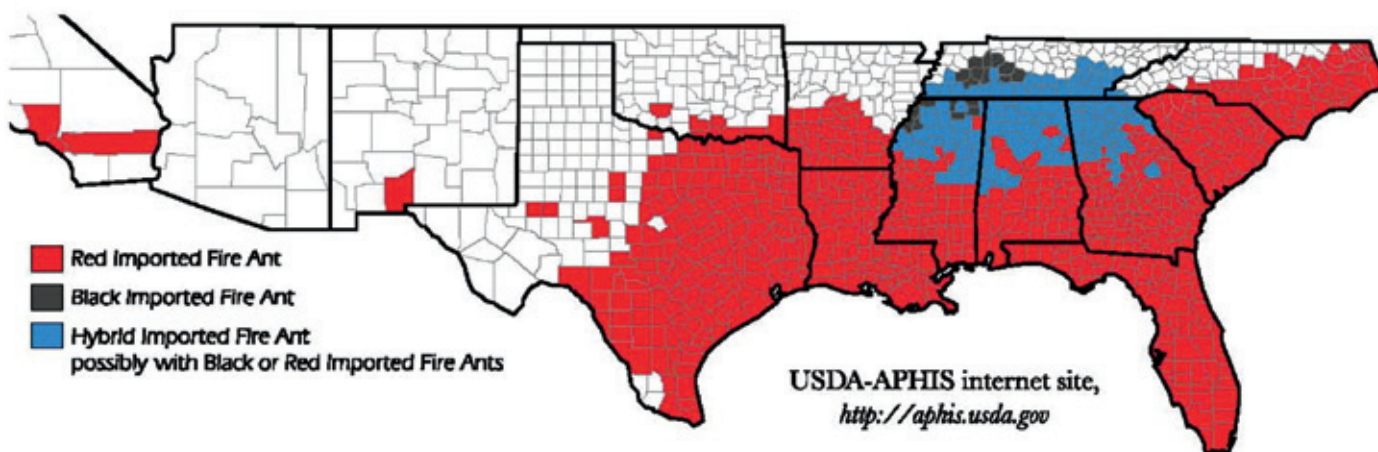 Red Imported Fire Ant
Black Imported Fire Ant
Hybrid Imported Fire Ant
possibly with Black or Red Imported Fire Ants
USDA-APHIS internet site,
http://aphis.usda.gov